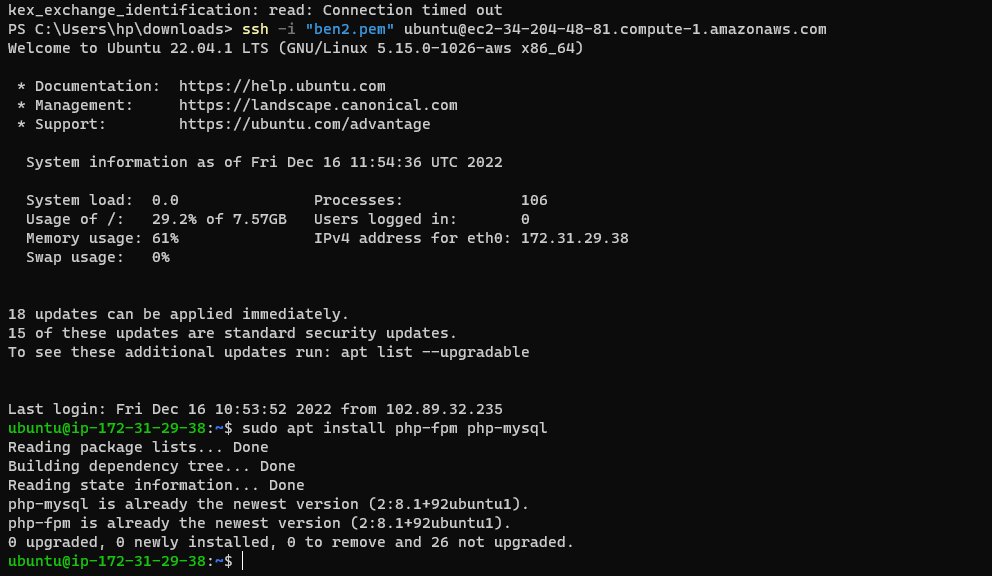 kex_exchange_identification: read: Connection timed out
PS C:\Users\hp\downloads> ssh -i "ben2.pem" ubuntu@ec2-34-204-48-81.compute-1.amazonaws.com
Welcome to Ubuntu 22.04.1 LTS (GNU/Linux 5.15.0-1026-aws x86_64)
* Documentation:  https://help.ubuntu.com
* Management:     https://landscape.canonical.com
* Support:        https://ubuntu.com/advantage
System information as of Fri Dec 16 11:54:36 UTC 2022
System load:  0.0               Processes:             106
Usage of /:   29.2% of 7.57GB   Users logged in:       0
Memory usage: 61%               IPv4 address for eth0: 172.31.29.38
Swap usage:   0%
18 updates can be applied immediately.
15 of these updates are standard security updates.
To see these additional updates run: apt list --upgradable
Last login: Fri Dec 16 10:53:52 2022 from 102.89.32.235
ubuntu@ip-172-31-29-38:~$ sudo apt install php-fpm php-mysql
Reading package lists... Done
Building dependency tree... Done
Reading state information... Done
php-mysql is already the newest version (2:8.1+92ubuntu1).
php-fpm is already the newest version (2:8.1+92ubuntu1).
0 upgraded, 0 newly installed, 0 to remove and 26 not upgraded.
ubuntu@ip-172-31-29-38:~$